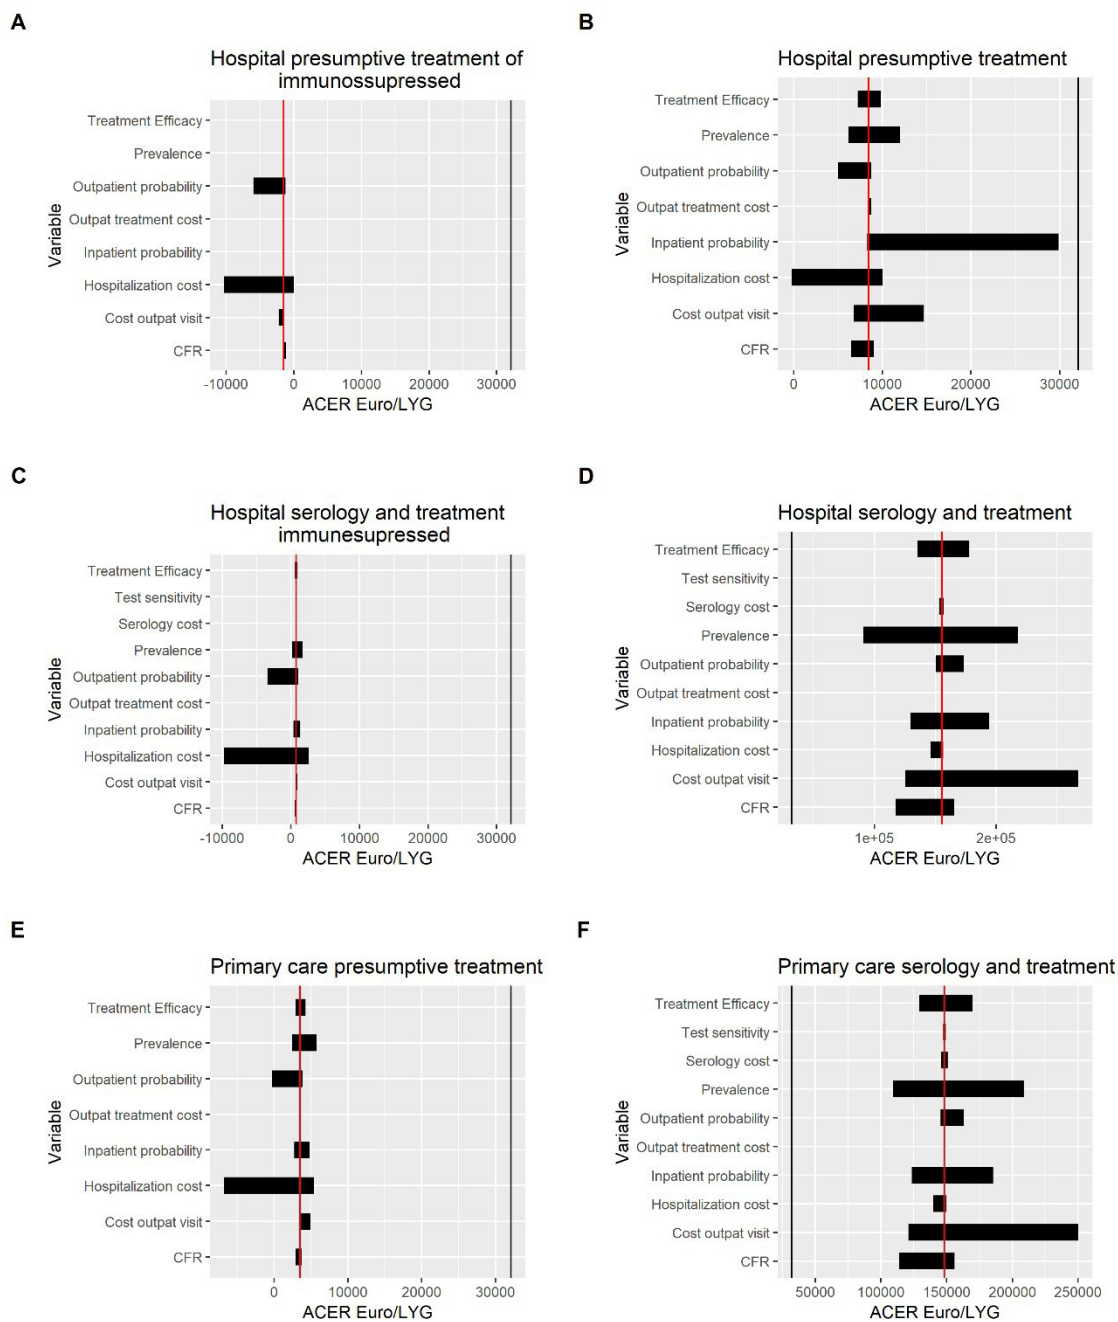 A
Hospital presumptive treatment of
immunossupressed
Variable
Treatment Efficacy
Prevalence
Outpatient probability
Outpat treatment cost
Inpatient probability
Hospitalization cost
Cost outpat visit
CFR
-10000 0 10000 20000 30000
ACER Euro/LYG
B
Hospital presumptive treatment
Variable
Treatment Efficacy
Prevalence
Outpatient probability
Outpat treatment cost
Inpatient probability
Hospitalization cost
Cost outpat visit
CFR
0 10000 20000 30000
ACER Euro/LYG
C
Hospital serology and treatment
immunesupressed
Variable
Treatment Efficacy
Test sensitivity
Serology cost
Prevalence
Outpatient probability
Outpat treatment cost
Inpatient probability
Hospitalization cost
Cost outpat visit
CFR
-10000 0 10000 20000 30000
ACER Euro/LYG
D
Hospital serology and treatment
Variable
Treatment Efficacy
Test sensitivity
Serology cost
Prevalence
Outpatient probability
Outpat treatment cost
Inpatient probability
Hospitalization cost
Cost outpat visit
CFR
1e+05 2e+05
ACER Euro/LYG
E
Primary care presumptive treatment
Variable
Treatment Efficacy
Prevalence
Outpatient probability
Outpat treatment cost
Inpatient probability
Hospitalization cost
Cost outpat visit
CFR
0 10000 20000 30000
ACER Euro/LYG
F
Primary care serology and treatment
Variable
Treatment Efficacy
Test sensitivity
Serology cost
Prevalence
Outpatient probability
Outpat treatment cost
Inpatient probability
Hospitalization cost
Cost outpat visit
CFR
50000 100000 150000 200000 250000
ACER Euro/LYG